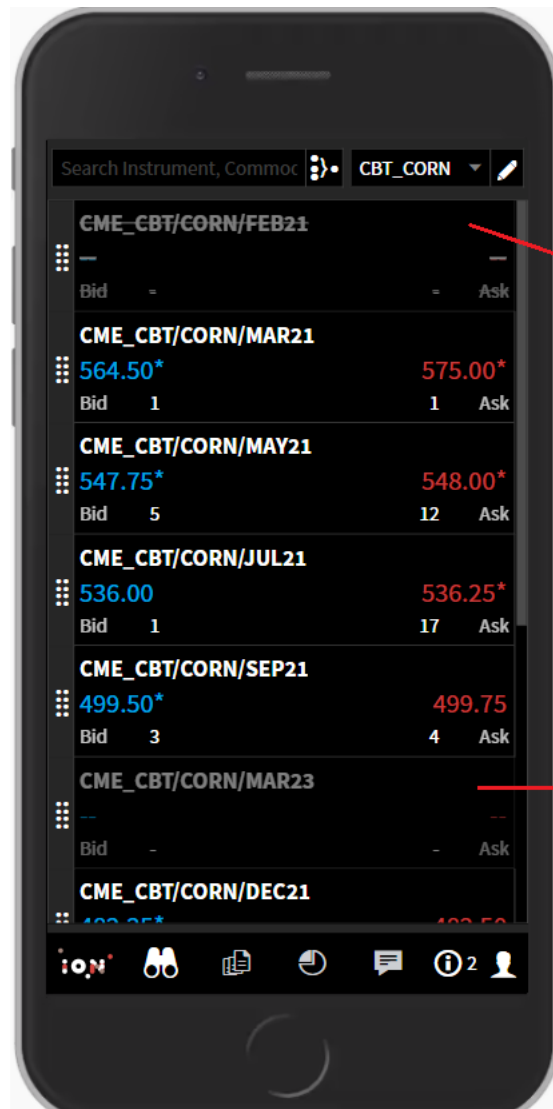 Search Instrument, Commoc CBT_CORN
CME_CBT/CORN/FEB21
-- --
Bid - - Ask
CME_CBT/CORN/MAR21
564.50* 575.00*
Bid 1 1 Ask
CME_CBT/CORN/MAY21
547.75* 548.00*
Bid 5 12 Ask
CME_CBT/CORN/JUL21
536.00 536.25*
Bid 1 17 Ask
CME_CBT/CORN/SEP21
499.50* 499.75
Bid 3 4 Ask
CME_CBT/CORN/MAR23
-- --
Bid - - Ask
CME_CBT/CORN/DEC21
iON 2